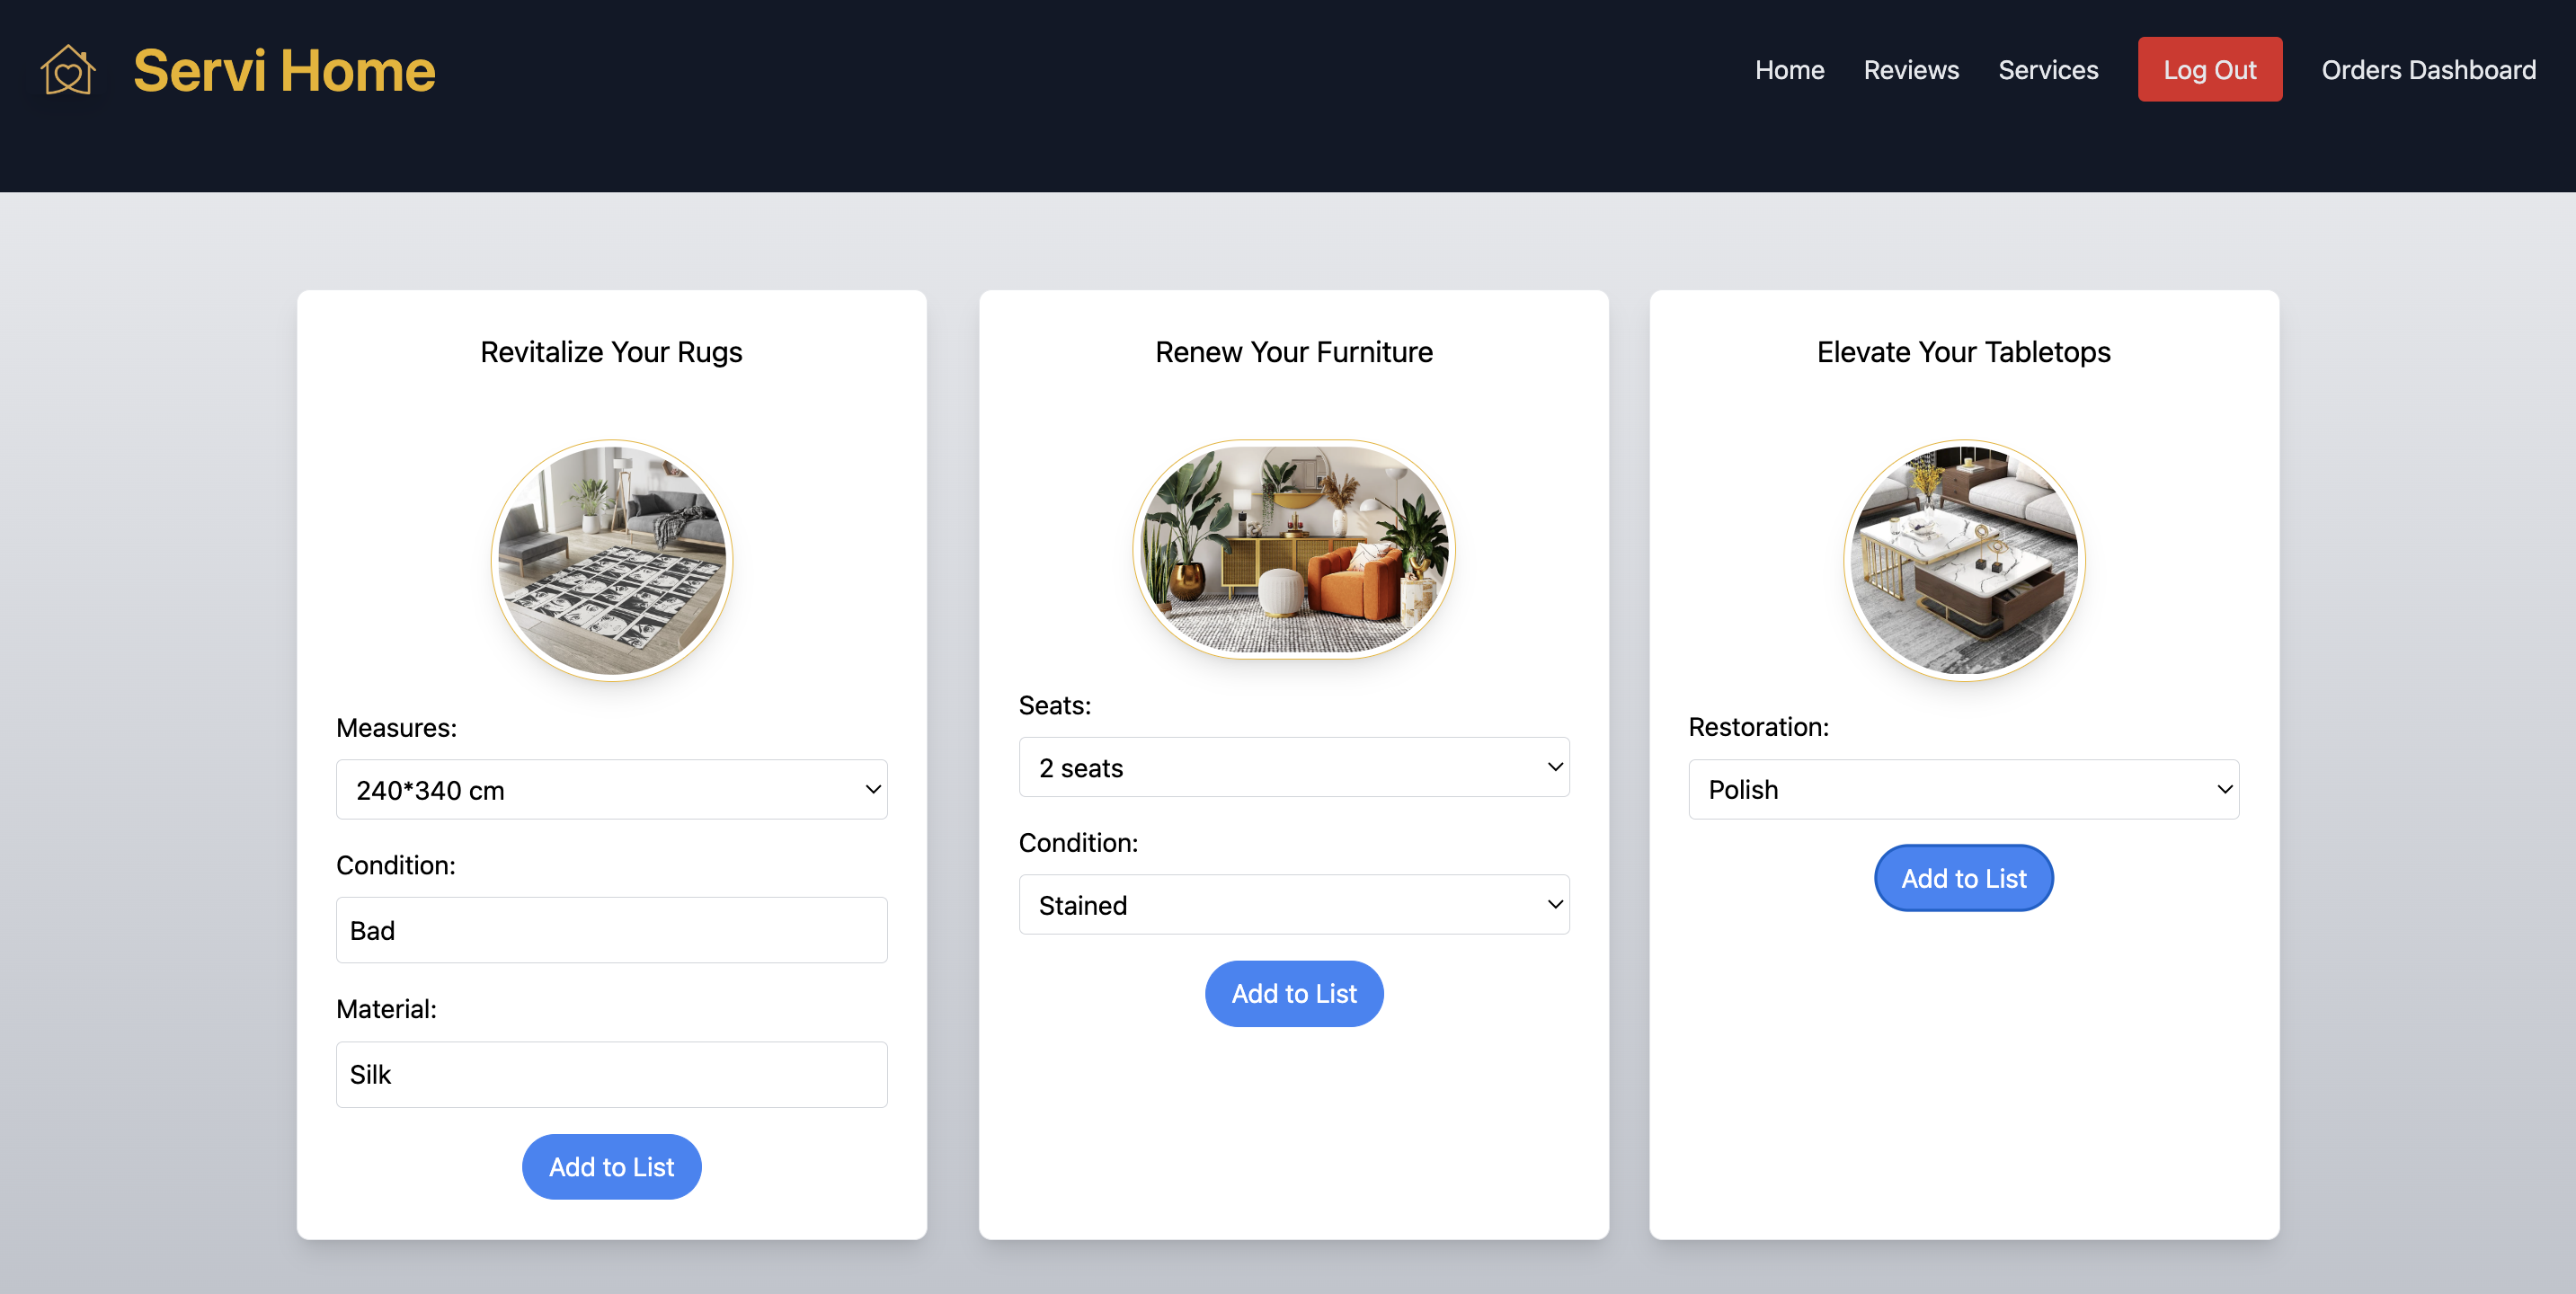 Servi Home
Home
Reviews
Services
Log Out
Orders Dashboard
Revitalize Your Rugs
Measures:
240*340 cm
Condition:
Bad
Material:
Silk
Add to List
Renew Your Furniture
Seats:
2 seats
Condition:
Stained
Add to List
Elevate Your Tabletops
Restoration:
Polish
Add to List